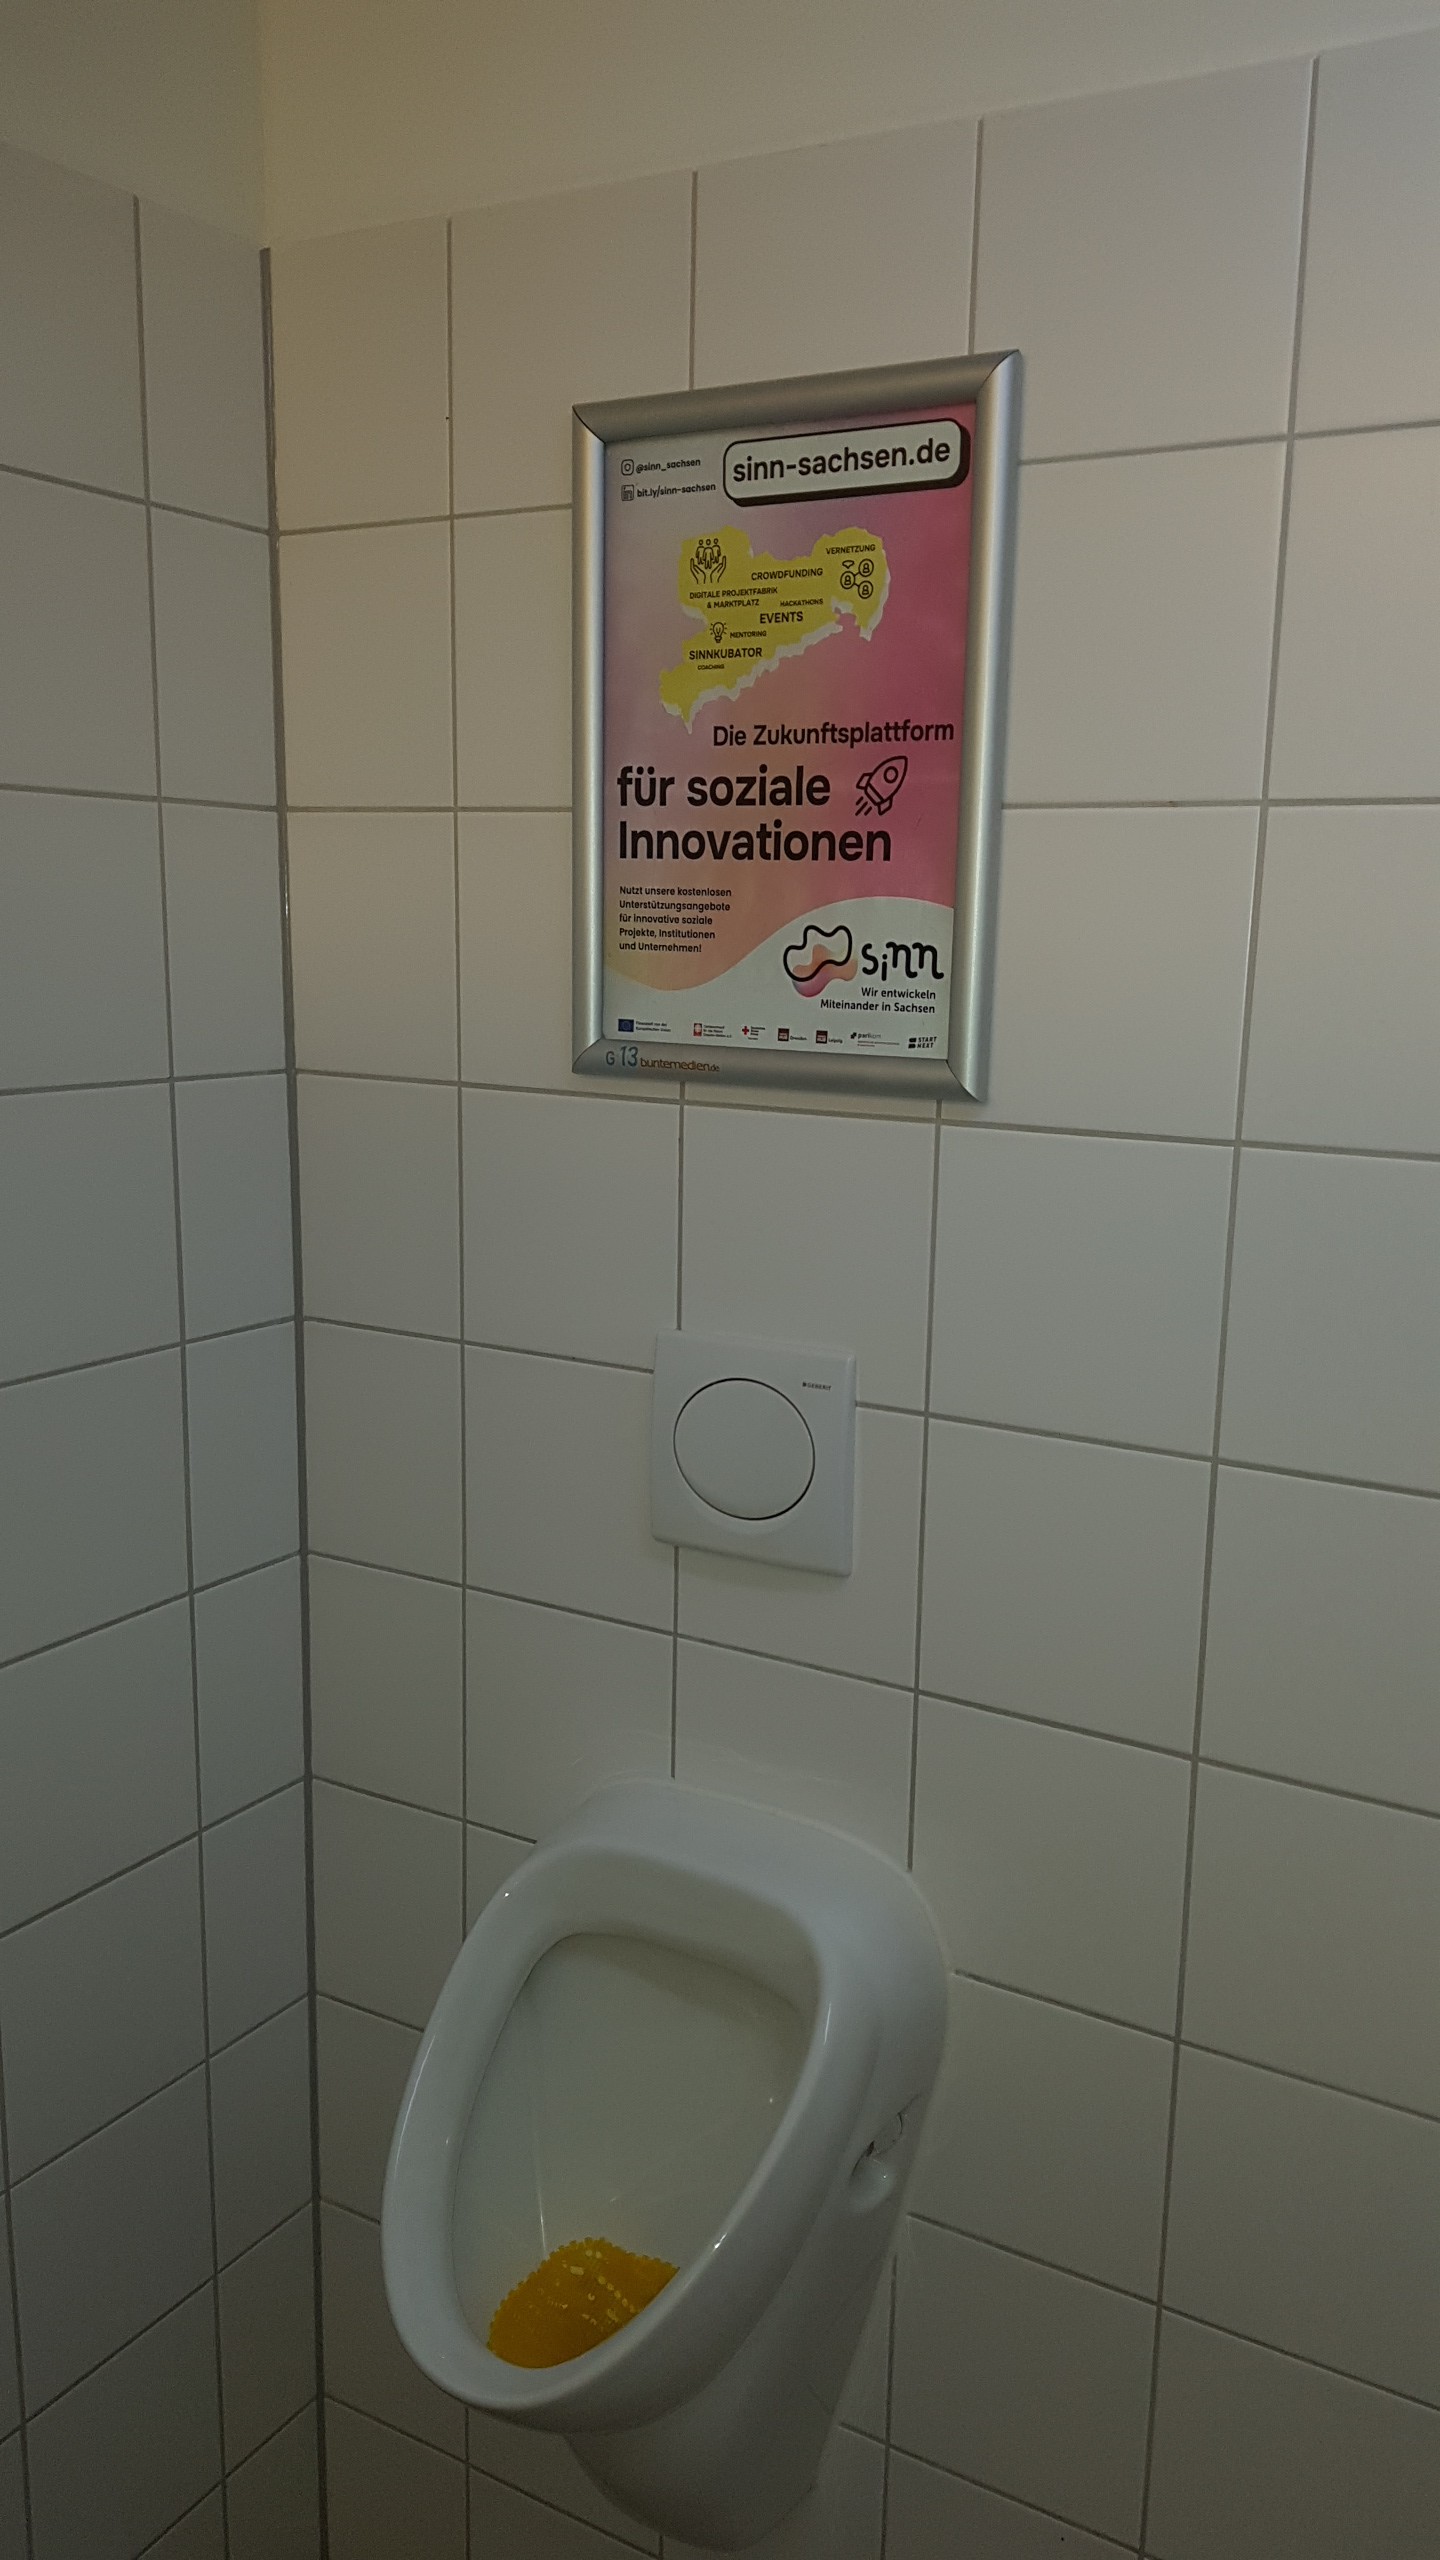 @sinn_sachsen
bit.ly/sinn-sachsen
sinn-sachsen.de
VERNETZUNG
CROWDFUNDING
DIGITALE PROJEKTFABRIK
& MARKTPLATZ
HACKATHONS
EVENTS
MENTORING
SINNKUBATOR
COACHING
Die Zukunftsplattform
für soziale
Innovationen
Nutzt unsere kostenlosen
Unterstützungsangebote
für innovative soziale
Projekte, Institutionen
und Unternehmen!
sinn
Wir entwickeln
Miteinander in Sachsen
Dresden
Leipzig
START
NEXT
G 13 buntemedien.de
GEBERIT